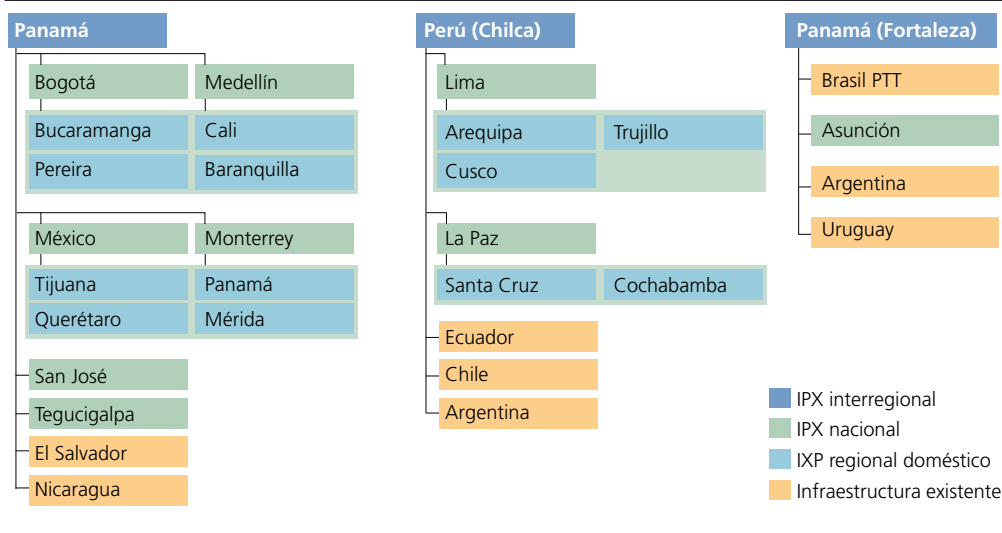 Panamá
Bogotá
Medellín
Bucaramanga
Cali
Pereira
Baranquilla
México
Monterrey
Tijuana
Panamá
Querétaro
Mérida
San José
Tegucigalpa
El Salvador
Nicaragua
Perú (Chilca)
Lima
Arequipa
Trujillo
Cusco
La Paz
Santa Cruz
Cochabamba
Ecuador
Chile
Argentina
Panamá (Fortaleza)
Brasil PTT
Asunción
Argentina
Uruguay
IPX interregional
IPX nacional
IXP regional doméstico
Infraestructura existente